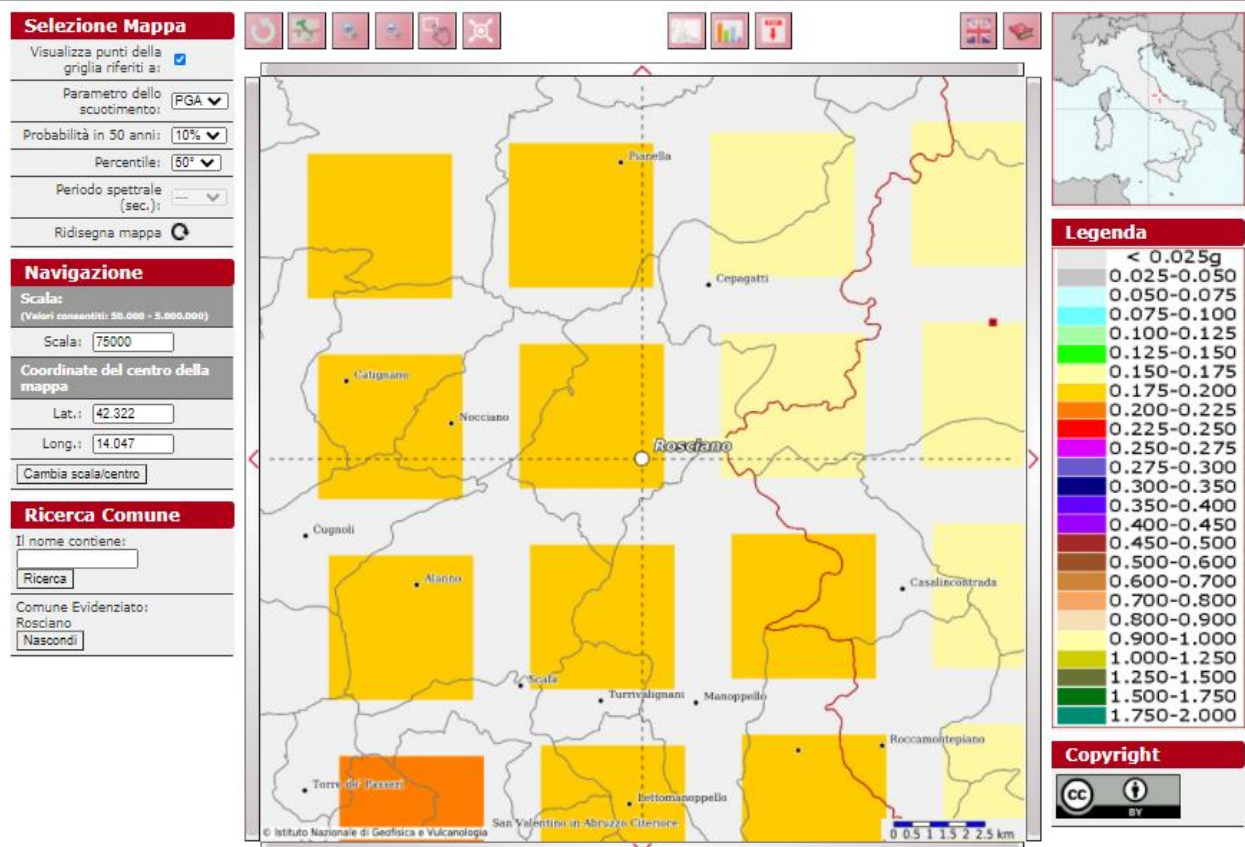 Selezione Mappa
Visualizza punti della
griglia riferiti a:
Parametro dello
scuotimento: PGA
Probabilità in 50 anni: 10%
Percentile: 50°
Periodo spettrale
(sec.): ---
Ridisegna mappa
Navigazione
Scala:
(Valori consentiti: 50.000 - 5.000.000)
Scala: 75000
Coordinate del centro della
mappa
Lat.: 42.322
Long.: 14.047
Cambia scala/centro
Ricerca Comune
Il nome contiene:
Ricerca
Comune Evidenziato:
Rosciano
Nascondi
Pianella
Cepagatti
Catignano
Nocciano
Rosciano
Cugnoli
Alanno
Casalincontrada
Scafa
Turrivalignani
Manoppello
Roccamontepiano
Torre de' Passeri
Lettomanoppello
San Valentino in Abruzzo Citeriore
© Istituto Nazionale di Geofisica e Vulcanologia
0 0.5 1 1.5 2 2.5 km
Legenda
< 0.025g
0.025-0.050
0.050-0.075
0.075-0.100
0.100-0.125
0.125-0.150
0.150-0.175
0.175-0.200
0.200-0.225
0.225-0.250
0.250-0.275
0.275-0.300
0.300-0.350
0.350-0.400
0.400-0.450
0.450-0.500
0.500-0.600
0.600-0.700
0.700-0.800
0.800-0.900
0.900-1.000
1.000-1.250
1.250-1.500
1.500-1.750
1.750-2.000
Copyright
cc
BY